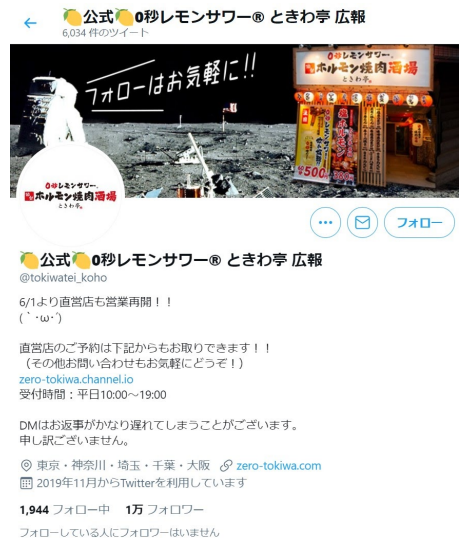 🍋公式🍋0秒レモンサワー® ときわ亭 広報
6,034 件のツイート
フォローはお気軽に!!
0秒レモンサワー®
ホルモン焼肉酒場
ときわ亭。
0秒レモンサワー®
ホルモン焼肉酒場
ときわ亭。
500
フォロー
🍋公式🍋0秒レモンサワー® ときわ亭 広報
@tokiwatei_koho
6/1より直営店も営業再開！！
(｀･ω･´)
直営店のご予約は下記からもお取りできます！！
（その他お問い合わせもお気軽にどうぞ！）
zero-tokiwa.channel.io
受付時間：平日10:00～19:00
DMはお返事がかなり遅れてしまうことがございます。
申し訳ございません。
東京・神奈川・埼玉・千葉・大阪 zero-tokiwa.com
2019年11月からTwitterを利用しています
1,944 フォロー中 1万 フォロワー
フォローしている人にフォロワーはいません